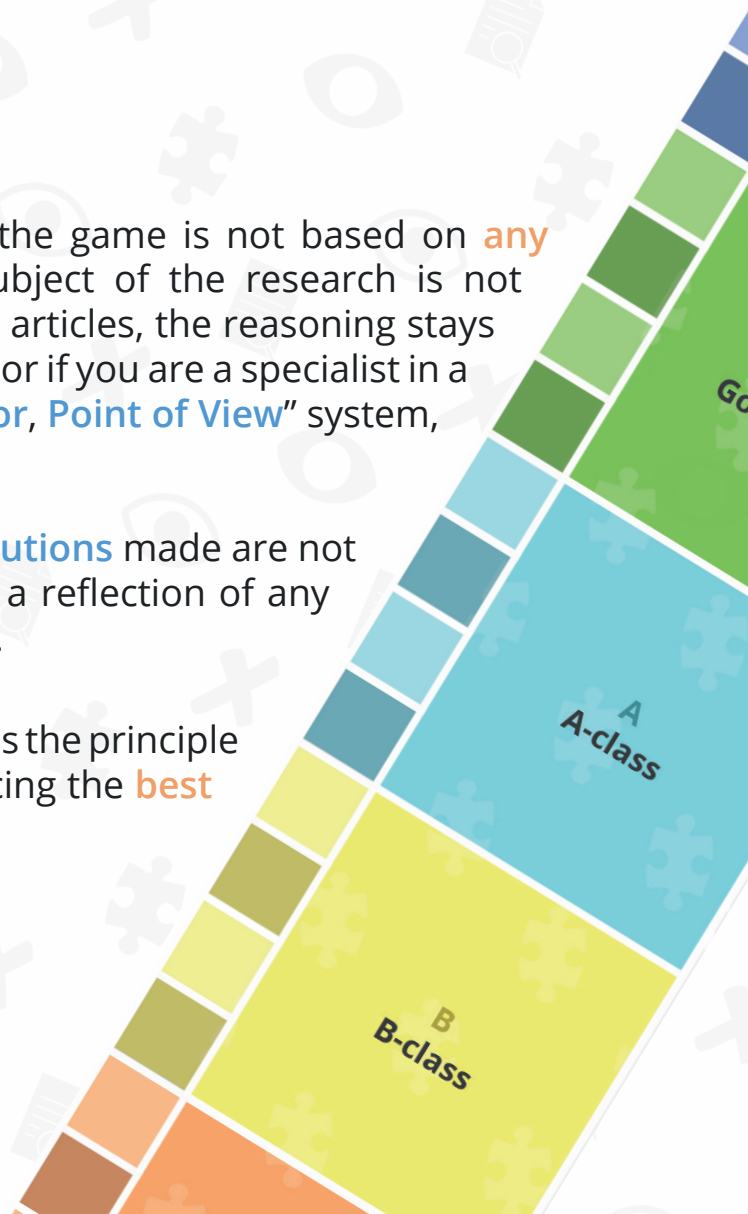 the game is not based on any
ubject of the research is not
articles, the reasoning stays
or if you are a specialist in a
or, Point of View” system,
utions made are not
a reflection of any
.
s the principle
ting the best
Go
A
A-class
B
B-class